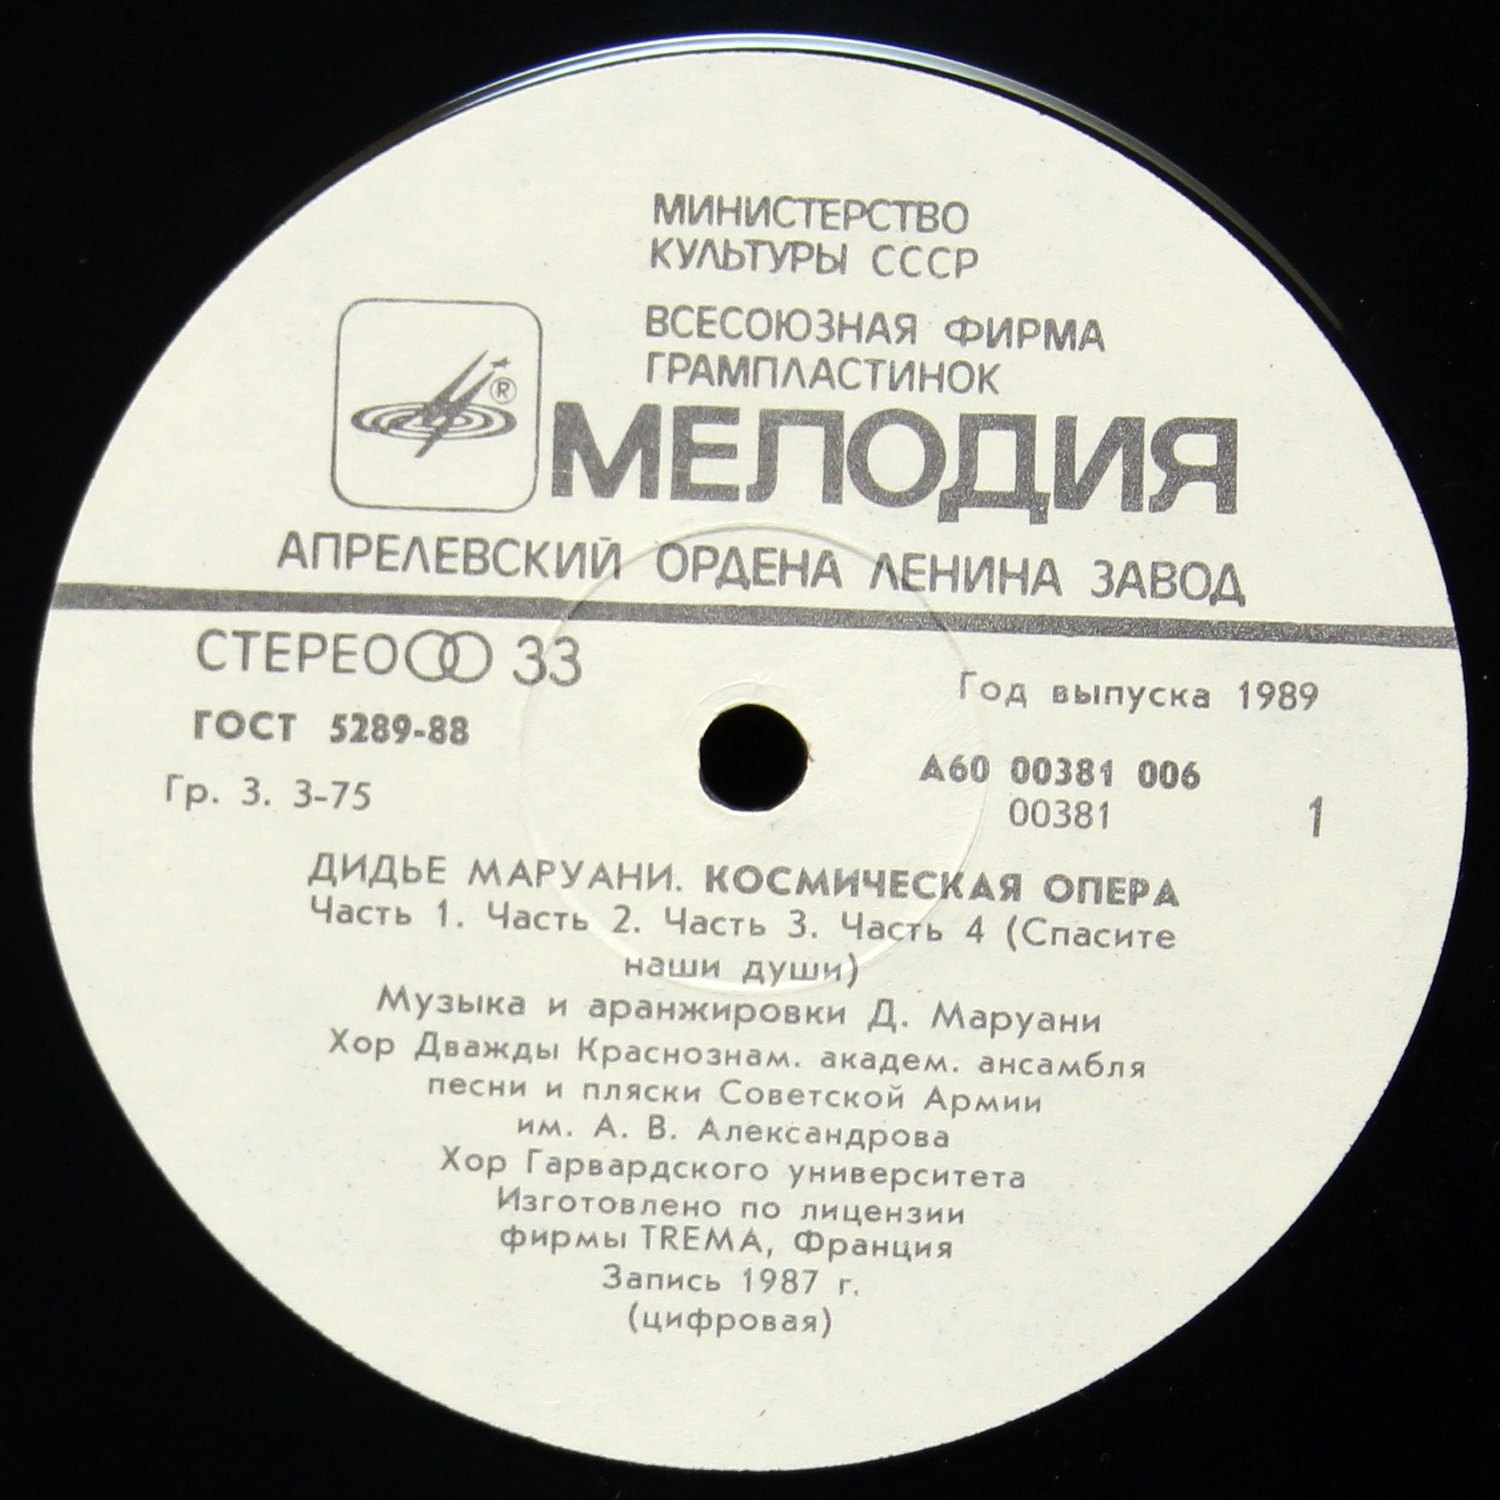 МИНИСТЕРСТВО
КУЛЬТУРЫ СССР
ВСЕСОЮЗНАЯ ФИРМА
ГРАМПЛАСТИНОК
®
МЕЛОДИЯ
АПРЕЛЕВСКИЙ ОРДЕНА ЛЕНИНА ЗАВОД
СТЕРЕО 33
Год выпуска 1989
ГОСТ 5289-88
А60 00381 006
Гр. 3. 3-75
00381
1
ДИДЬЕ МАРУАНИ. КОСМИЧЕСКАЯ ОПЕРА
Часть 1. Часть 2. Часть 3. Часть 4 (Спасите
наши души)
Музыка и аранжировки Д. Маруани
Хор Дважды Краснознам. академ. ансамбля
песни и пляски Советской Армии
им. А. В. Александрова
Хор Гарвардского университета
Изготовлено по лицензии
фирмы TREMA, Франция
Запись 1987 г.
(цифровая)